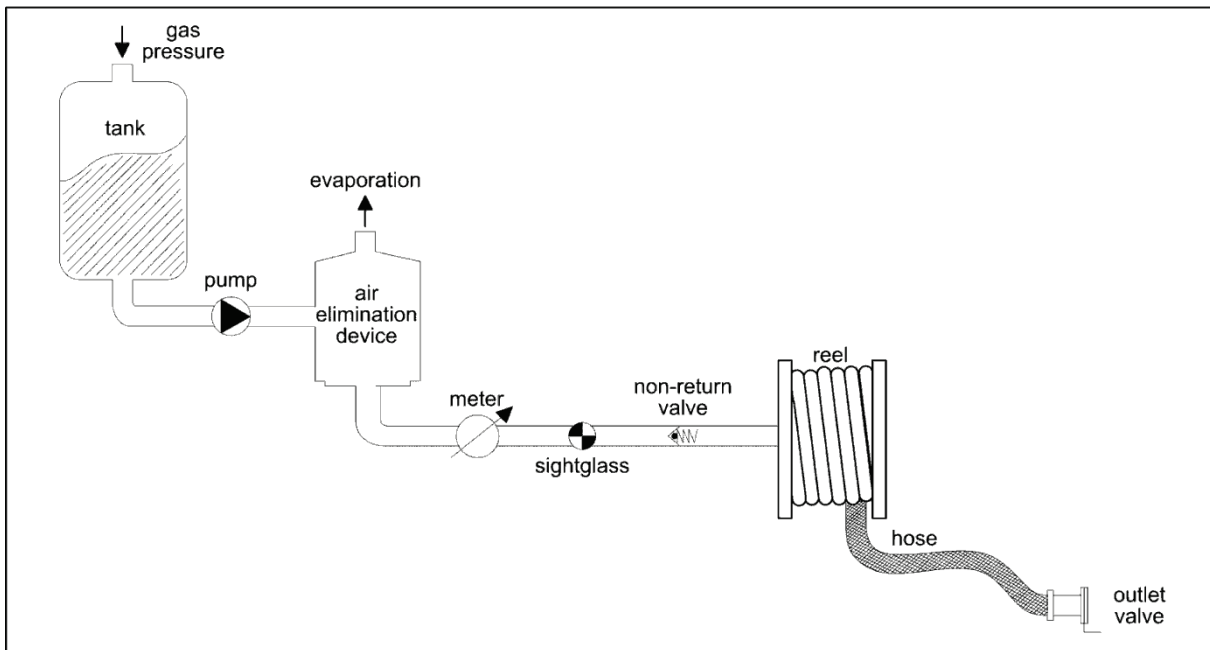 gas
pressure
tank
evaporation
pump
air
elimination
device
meter
non-return
valve
sightglass
reel
hose
outlet
valve